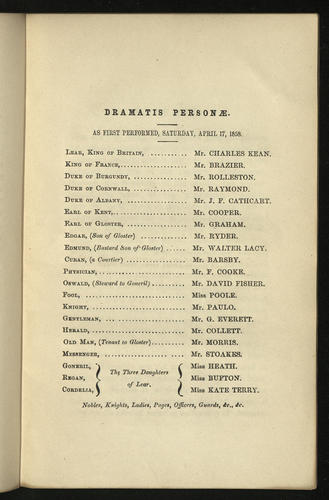 DRAMATIS PERSONÆ.
AS FIRST PERFORMED, SATURDAY, APRIL 17, 1858.
LEAR, KING OF BRITAIN, .......... Mr. CHARLES KEAN.
KING OF FRANCE,.................. Mr. BRAZIER.
DUKE OF BURGUNDY, ............... Mr. ROLLESTON.
DUKE OF CORNWALL, ............... Mr. RAYMOND.
DUKE OF ALBANY, ................. Mr. J. F. CATHCART.
EARL OF KENT,.................... Mr. COOPER.
EARL OF GLOSTER, ................ Mr. GRAHAM.
EDGAR, (Son of Gloster) ......... Mr. RYDER.
EDMUND, (Bastard Son of Gloster) ...... Mr. WALTER LACY.
CURAN, (a Courtier) ............. Mr. BARSBY.
PHYSICIAN, ...................... Mr. F. COOKE.
OSWALD, (Steward to Goneril)..... Mr. DAVID FISHER.
FOOL, ........................... Miss POOLE.
KNIGHT, ......................... Mr. PAULO.
GENTLEMAN, ...................... Mr. G. EVERETT.
HERALD, ......................... Mr. COLLETT.
OLD MAN, (Tenant to Gloster)..... Mr. MORRIS.
MESSENGER, ...................... Mr. STOAKES.
GONERIL, Miss HEATH.
REGAN, The Three Daughters of Lear. Miss BUFTON.
CORDELIA, Miss KATE TERRY.
Nobles, Knights, Ladies, Pages, Officers, Guards, &c., &c.